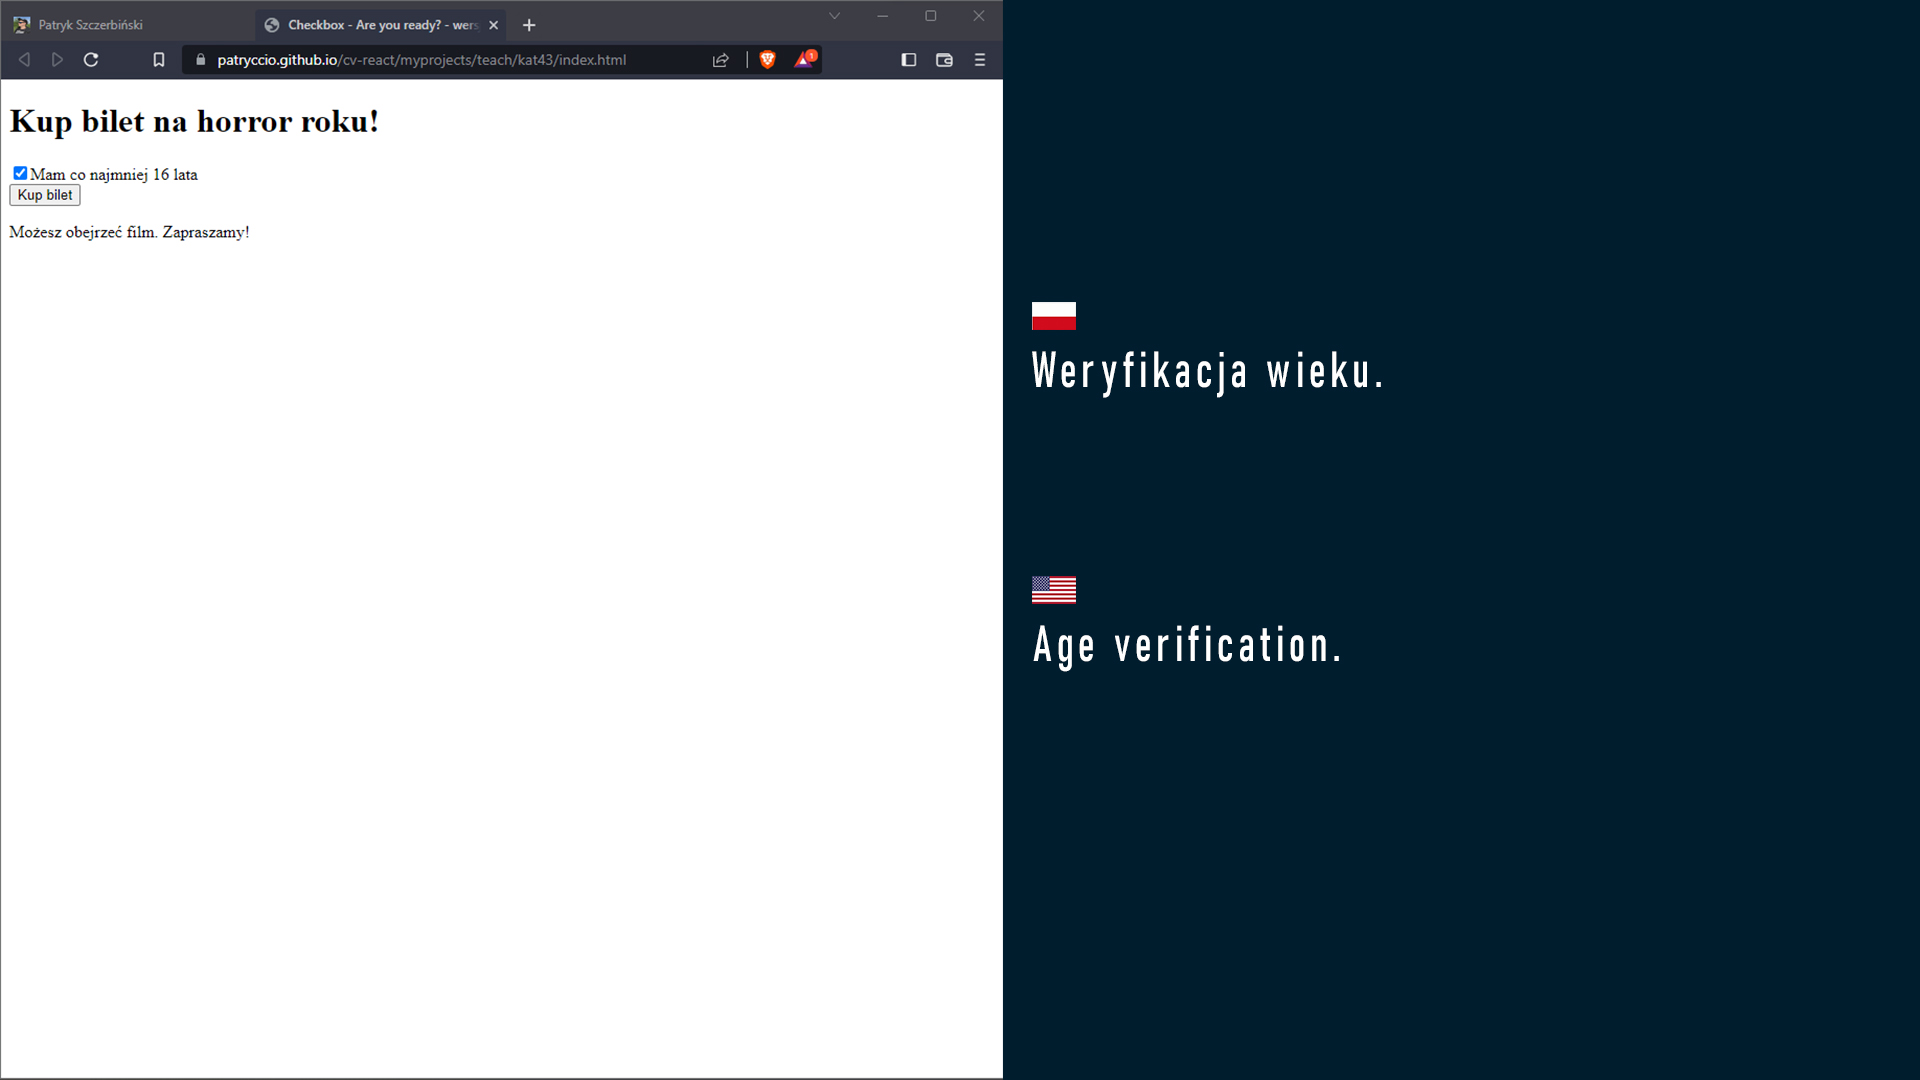 Patryk Szczerbiński
Checkbox - Are you ready? - wers
patryccio.github.io/cv-react/myprojects/teach/kat43/index.html
1
Kup bilet na horror roku!
Mam co najmniej 16 lata
Kup bilet
Możesz obejrzeć film. Zapraszamy!
Weryfikacja wieku.
Age verification.